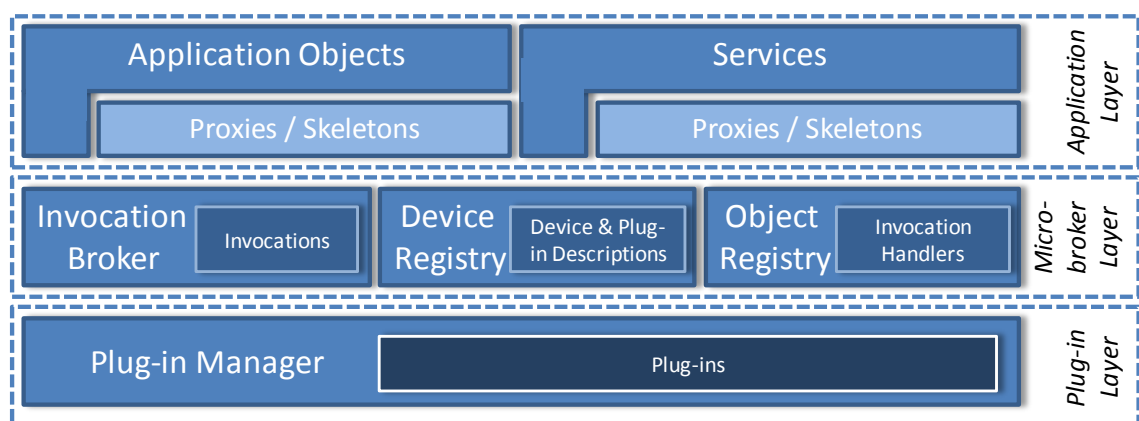 Application Objects
Services
Proxies / Skeletons
Proxies / Skeletons
Application
Layer
Invocation
Broker
Invocations
Device
Registry
Device & Plug-
in Descriptions
Object
Registry
Invocation
Handlers
Micro-
broker
Layer
Plug-in Manager
Plug-ins
Plug-in
Layer